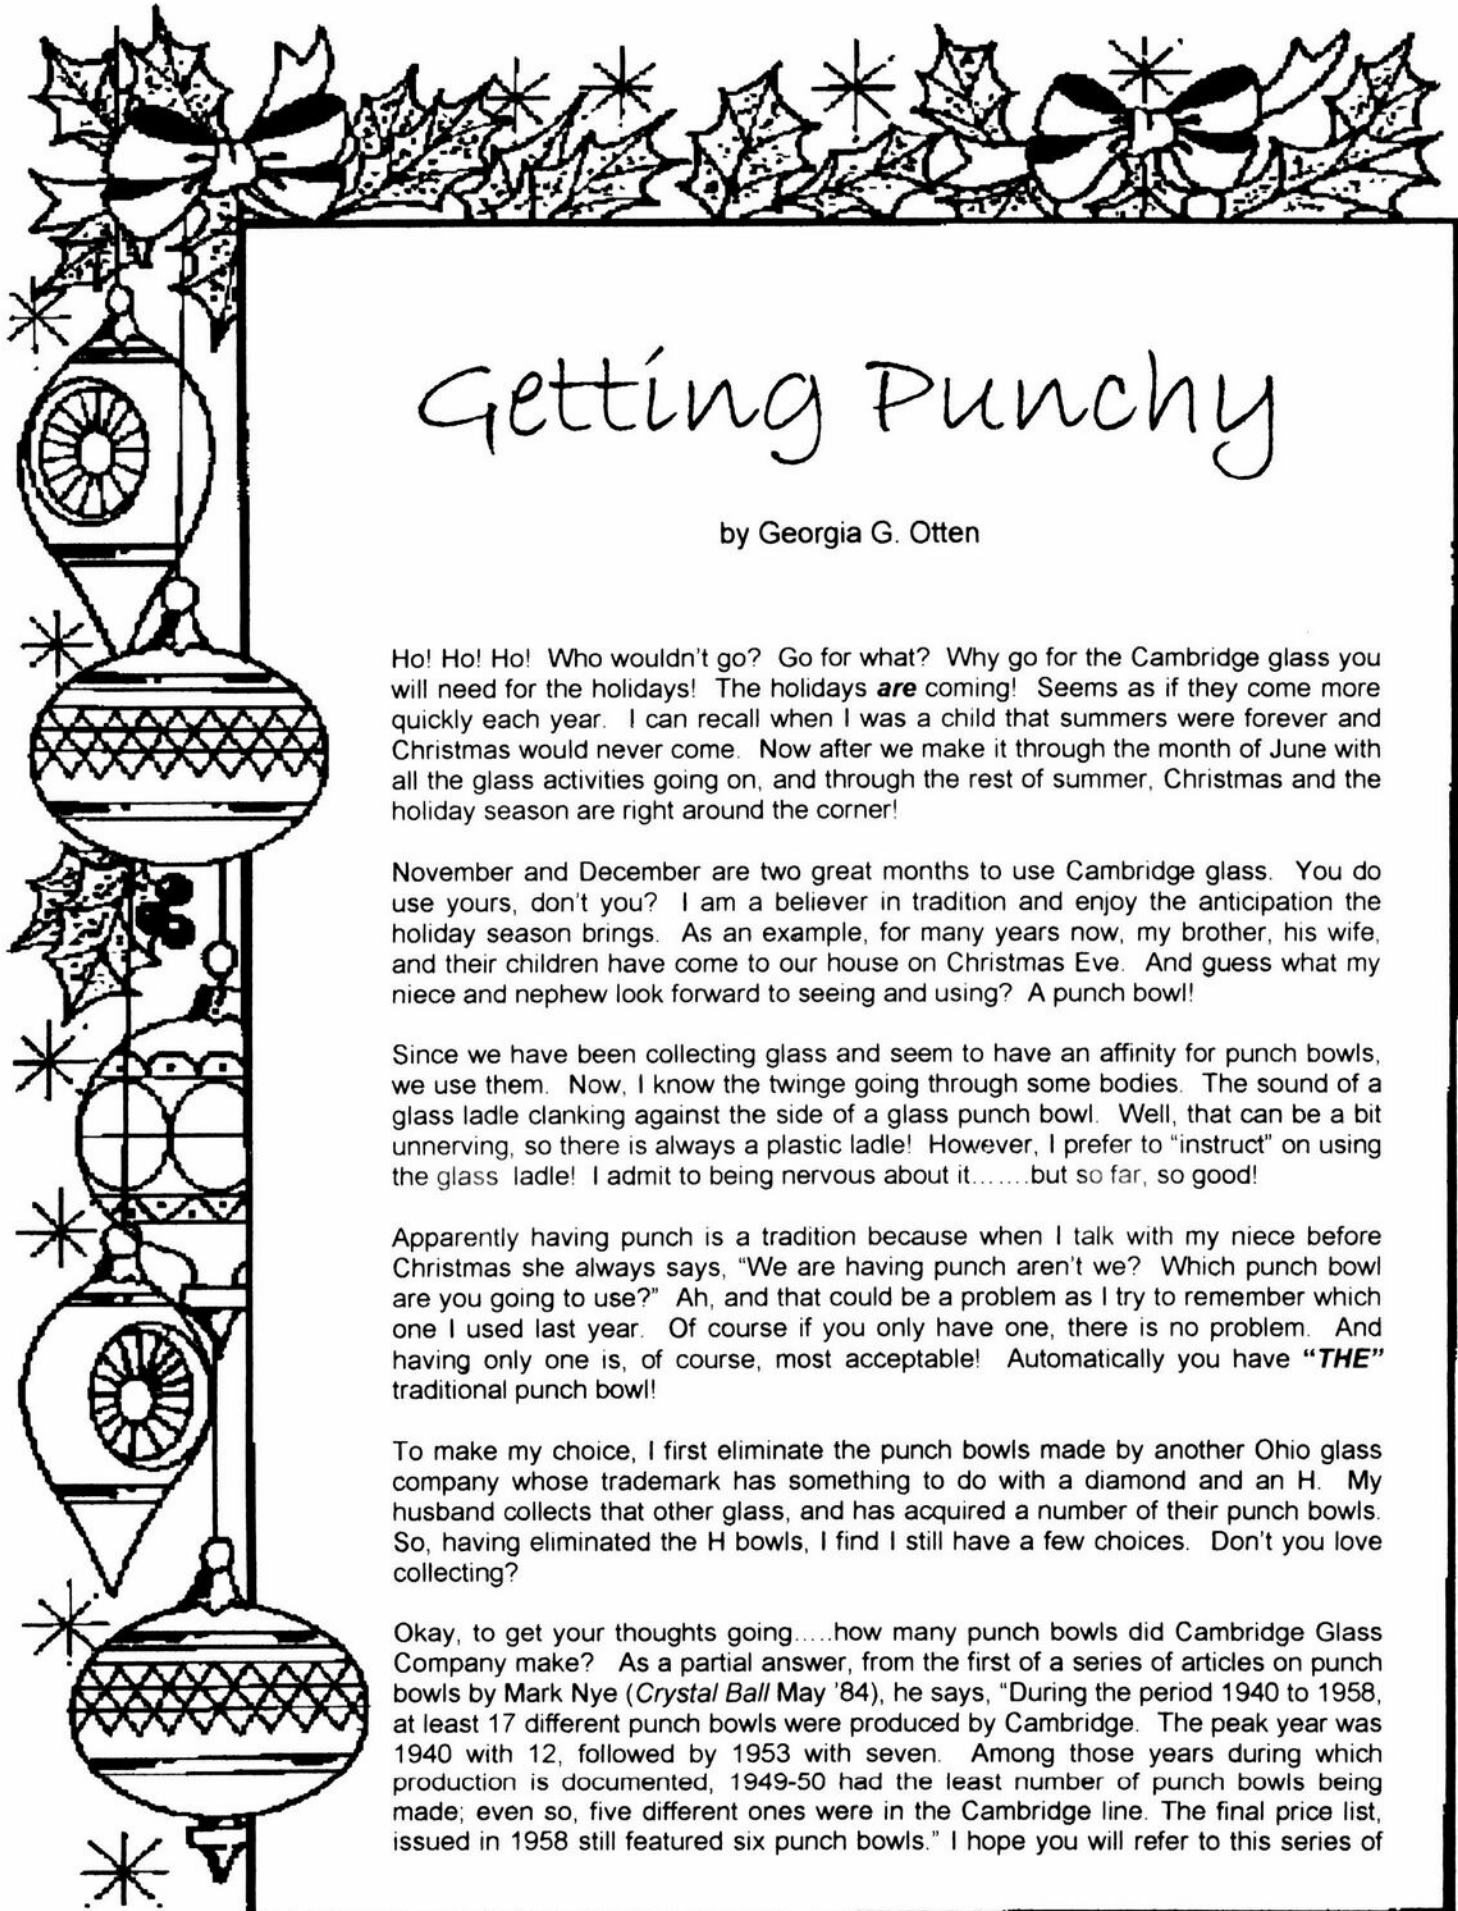 Getting Punchy
by Georgia G. Otten
Ho! Ho! Ho! Who wouldn't go? Go for what? Why go for the Cambridge glass you
will need for the holidays! The holidays are coming! Seems as if they come more
quickly each year. I can recall when I was a child that summers were forever and
Christmas would never come. Now after we make it through the month of June with
all the glass activities going on, and through the rest of summer, Christmas and the
holiday season are right around the corner!
November and December are two great months to use Cambridge glass. You do
use yours, don't you? I am a believer in tradition and enjoy the anticipation the
holiday season brings. As an example, for many years now, my brother, his wife,
and their children have come to our house on Christmas Eve. And guess what my
niece and nephew look forward to seeing and using? A punch bowl!
Since we have been collecting glass and seem to have an affinity for punch bowls,
we use them. Now, I know the twinge going through some bodies. The sound of a
glass ladle clanking against the side of a glass punch bowl. Well, that can be a bit
unnerving, so there is always a plastic ladle! However, I prefer to "instruct" on using
the glass ladle! I admit to being nervous about it.......but so far, so good!
Apparently having punch is a tradition because when I talk with my niece before
Christmas she always says, "We are having punch aren't we? Which punch bowl
are you going to use?" Ah, and that could be a problem as I try to remember which
one I used last year. Of course if you only have one, there is no problem. And
having only one is, of course, most acceptable! Automatically you have "THE"
traditional punch bowl!
To make my choice, I first eliminate the punch bowls made by another Ohio glass
company whose trademark has something to do with a diamond and an H. My
husband collects that other glass, and has acquired a number of their punch bowls.
So, having eliminated the H bowls, I find I still have a few choices. Don't you love
collecting?
Okay, to get your thoughts going.....how many punch bowls did Cambridge Glass
Company make? As a partial answer, from the first of a series of articles on punch
bowls by Mark Nye (Crystal Ball May '84), he says, "During the period 1940 to 1958,
at least 17 different punch bowls were produced by Cambridge. The peak year was
1940 with 12, followed by 1953 with seven. Among those years during which
production is documented, 1949-50 had the least number of punch bowls being
made; even so, five different ones were in the Cambridge line. The final price list,
issued in 1958 still featured six punch bowls." I hope you will refer to this series of